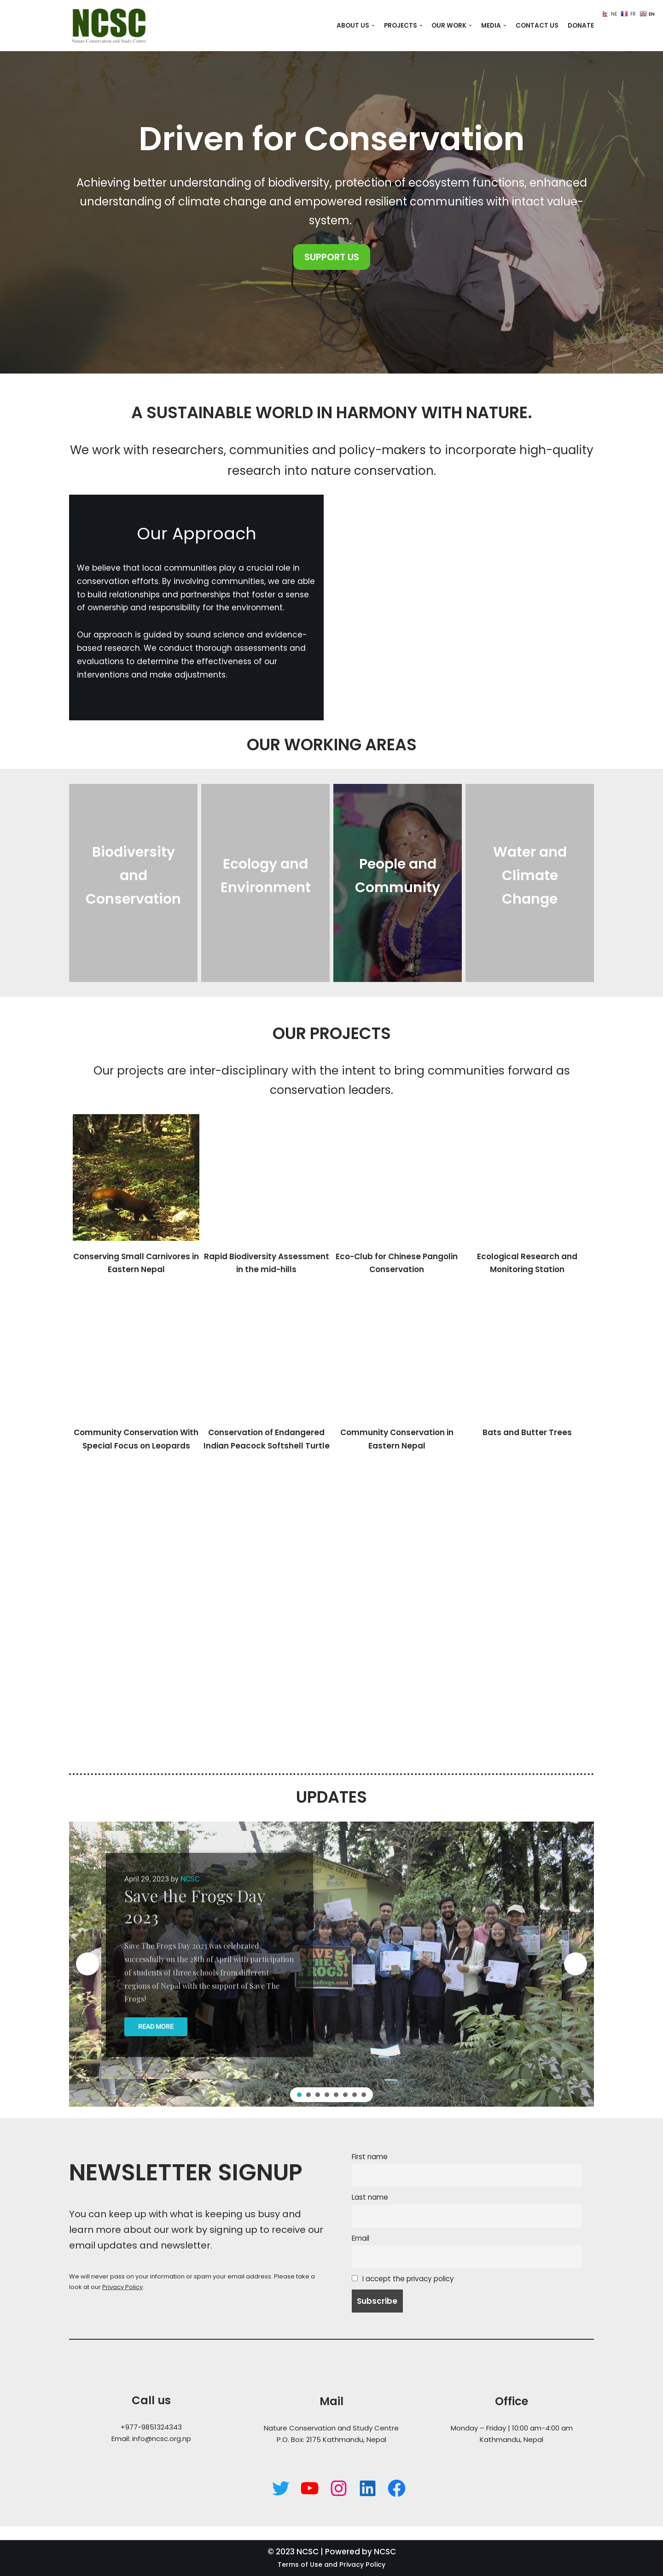 NCSC
Nature Conservation and Study Centre
ABOUT US
PROJECTS
OUR WORK
MEDIA
CONTACT US
DONATE
NE
FR
EN
Driven for Conservation
Achieving better understanding of biodiversity, protection of ecosystem functions, enhanced
understanding of climate change and empowered resilient communities with intact value-
system.
SUPPORT US
A SUSTAINABLE WORLD IN HARMONY WITH NATURE.
We work with researchers, communities and policy-makers to incorporate high-quality
research into nature conservation.
Our Approach
We believe that local communities play a crucial role in
conservation efforts. By involving communities, we are able
to build relationships and partnerships that foster a sense
of ownership and responsibility for the environment.
Our approach is guided by sound science and evidence-
based research. We conduct thorough assessments and
evaluations to determine the effectiveness of our
interventions and make adjustments.
OUR WORKING AREAS
Biodiversity
and
Conservation
Ecology and
Environment
People and
Community
Water and
Climate
Change
OUR PROJECTS
Our projects are inter-disciplinary with the intent to bring communities forward as
conservation leaders.
Conserving Small Carnivores in
Eastern Nepal
Rapid Biodiversity Assessment
in the mid-hills
Eco-Club for Chinese Pangolin
Conservation
Ecological Research and
Monitoring Station
Community Conservation With
Special Focus on Leopards
Conservation of Endangered
Indian Peacock Softshell Turtle
Community Conservation in
Eastern Nepal
Bats and Butter Trees
UPDATES
April 29, 2023 by NCSC
Save the Frogs Day
2023
Save The Frogs Day 2023 was celebrated
successfully on the 28th of April with participation
of students of three schools from different
regions of Nepal with the support of Save The
Frogs!
READ MORE
SAVE
THE
FROGS!
savethefrogs.com
NEWSLETTER SIGNUP
You can keep up with what is keeping us busy and
learn more about our work by signing up to receive our
email updates and newsletter.
We will never pass on your information or spam your email address. Please take a
look at our Privacy Policy.
First name
Last name
Email
I accept the privacy policy
Subscribe
Call us
+977-9851324343
Email: info@ncsc.org.np
Mail
Nature Conservation and Study Centre
P.O. Box: 2175 Kathmandu, Nepal
Office
Monday – Friday | 10:00 am-4:00 am
Kathmandu, Nepal
© 2023 NCSC | Powered by NCSC
Terms of Use and Privacy Policy